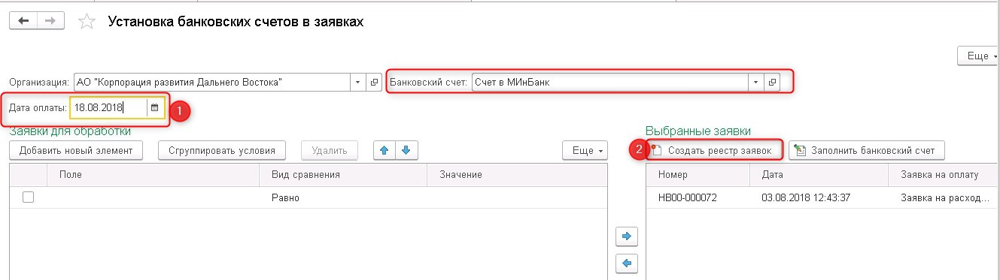 Установка банковских счетов в заявках
Еще
Организация: АО "Корпорация развития Дальнего Востока" Банковский счет: Счет в МИнБанк
Дата оплаты: 18.08.2018 1
Заявки для обработки Выбранные заявки
Добавить новый элемент Сгруппировать условия Удалить Еще 2 Создать реестр заявок Заполнить банковский счет
Поле Вид сравнения Значение Номер Дата Заявка на оплату
Равно НВ00-000072 03.08.2018 12:43:37 Заявка на расход...